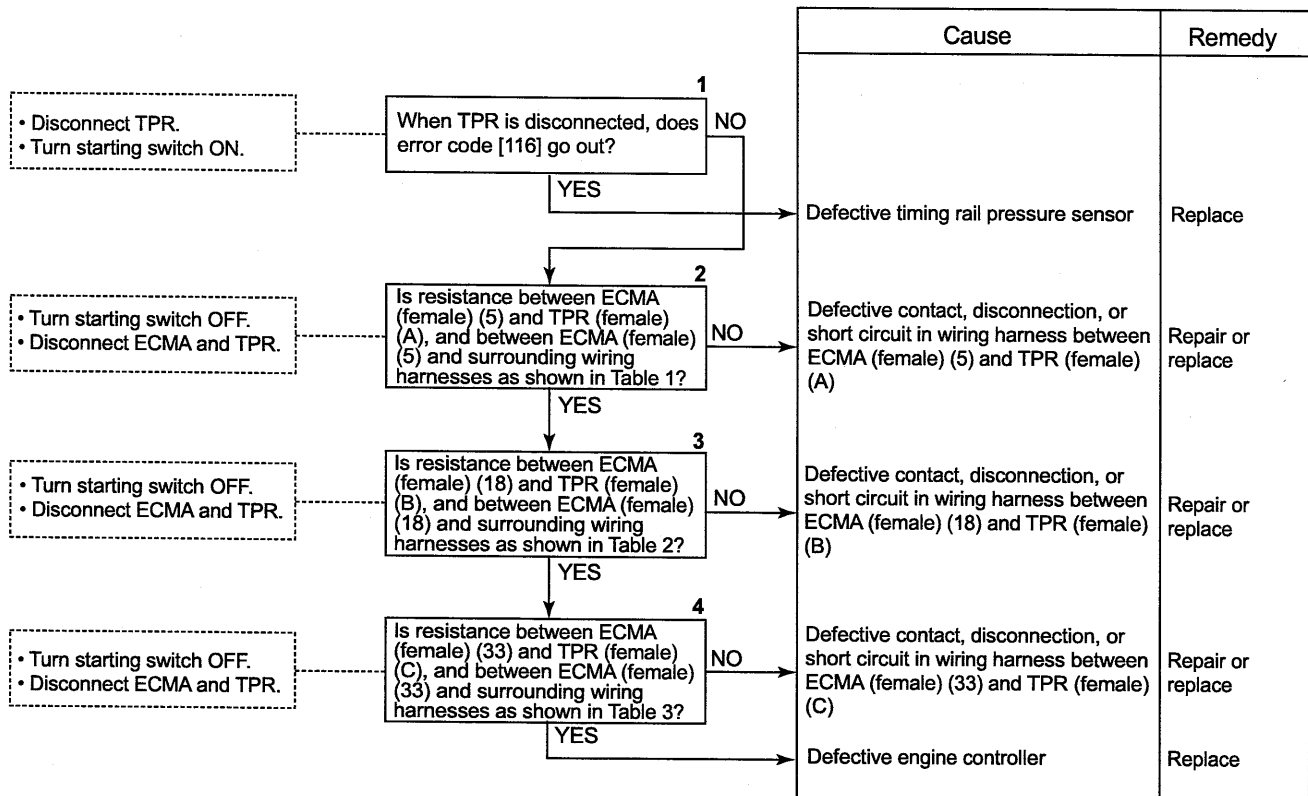 Cause
Remedy
1
• Disconnect TPR.
• Turn starting switch ON.
When TPR is disconnected, does
error code [116] go out?
NO
YES
Defective timing rail pressure sensor
Replace
2
• Turn starting switch OFF.
• Disconnect ECMA and TPR.
Is resistance between ECMA
(female) (5) and TPR (female)
(A), and between ECMA (female)
(5) and surrounding wiring
harnesses as shown in Table 1?
NO
YES
Defective contact, disconnection, or
short circuit in wiring harness between
ECMA (female) (5) and TPR (female)
(A)
Repair or
replace
3
• Turn starting switch OFF.
• Disconnect ECMA and TPR.
Is resistance between ECMA
(female) (18) and TPR (female)
(B), and between ECMA (female)
(18) and surrounding wiring
harnesses as shown in Table 2?
NO
YES
Defective contact, disconnection, or
short circuit in wiring harness between
ECMA (female) (18) and TPR (female)
(B)
Repair or
replace
4
• Turn starting switch OFF.
• Disconnect ECMA and TPR.
Is resistance between ECMA
(female) (33) and TPR (female)
(C), and between ECMA (female)
(33) and surrounding wiring
harnesses as shown in Table 3?
NO
YES
Defective contact, disconnection, or
short circuit in wiring harness between
ECMA (female) (33) and TPR (female)
(C)
Repair or
replace
Defective engine controller
Replace